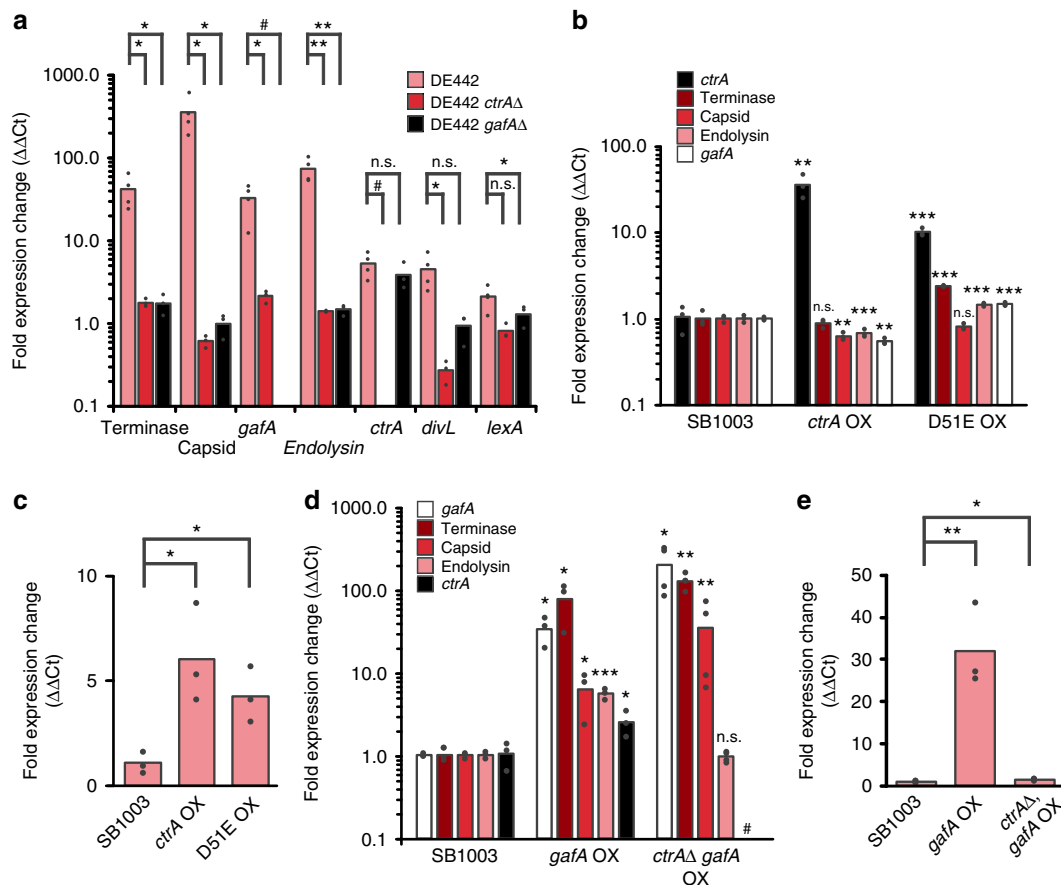 a
* * # **
* * * **
DE442
DE442 ctrAΔ
DE442 gafAΔ
n.s. n.s. *
# * n.s.
Fold expression change (ΔΔCt)
1000.0
100.0
10.0
1.0
0.1
Terminase Capsid gafA Endolysin ctrA divL lexA
b
ctrA
Terminase
Capsid
Endolysin
gafA
Fold expression change (ΔΔCt)
100.0
10.0
1.0
0.1
** n.s. ** *** **
*** *** n.s. *** ***
SB1003 ctrA OX D51E OX
c
*
*
Fold expression change
(ΔΔCt)
10
5
0
SB1003
ctrA OX
D51E OX
d
gafA
Terminase
Capsid
Endolysin
ctrA
Fold expression change (ΔΔCt)
1000.0
100.0
10.0
1.0
0.1
* * * *** *
* ** ** n.s. #
SB1003 gafA OX ctrAΔ gafA
OX
e
*
**
Fold expression change
(ΔΔCt)
50
40
30
20
10
0
SB1003
gafA OX
ctrAΔ,
gafA OX